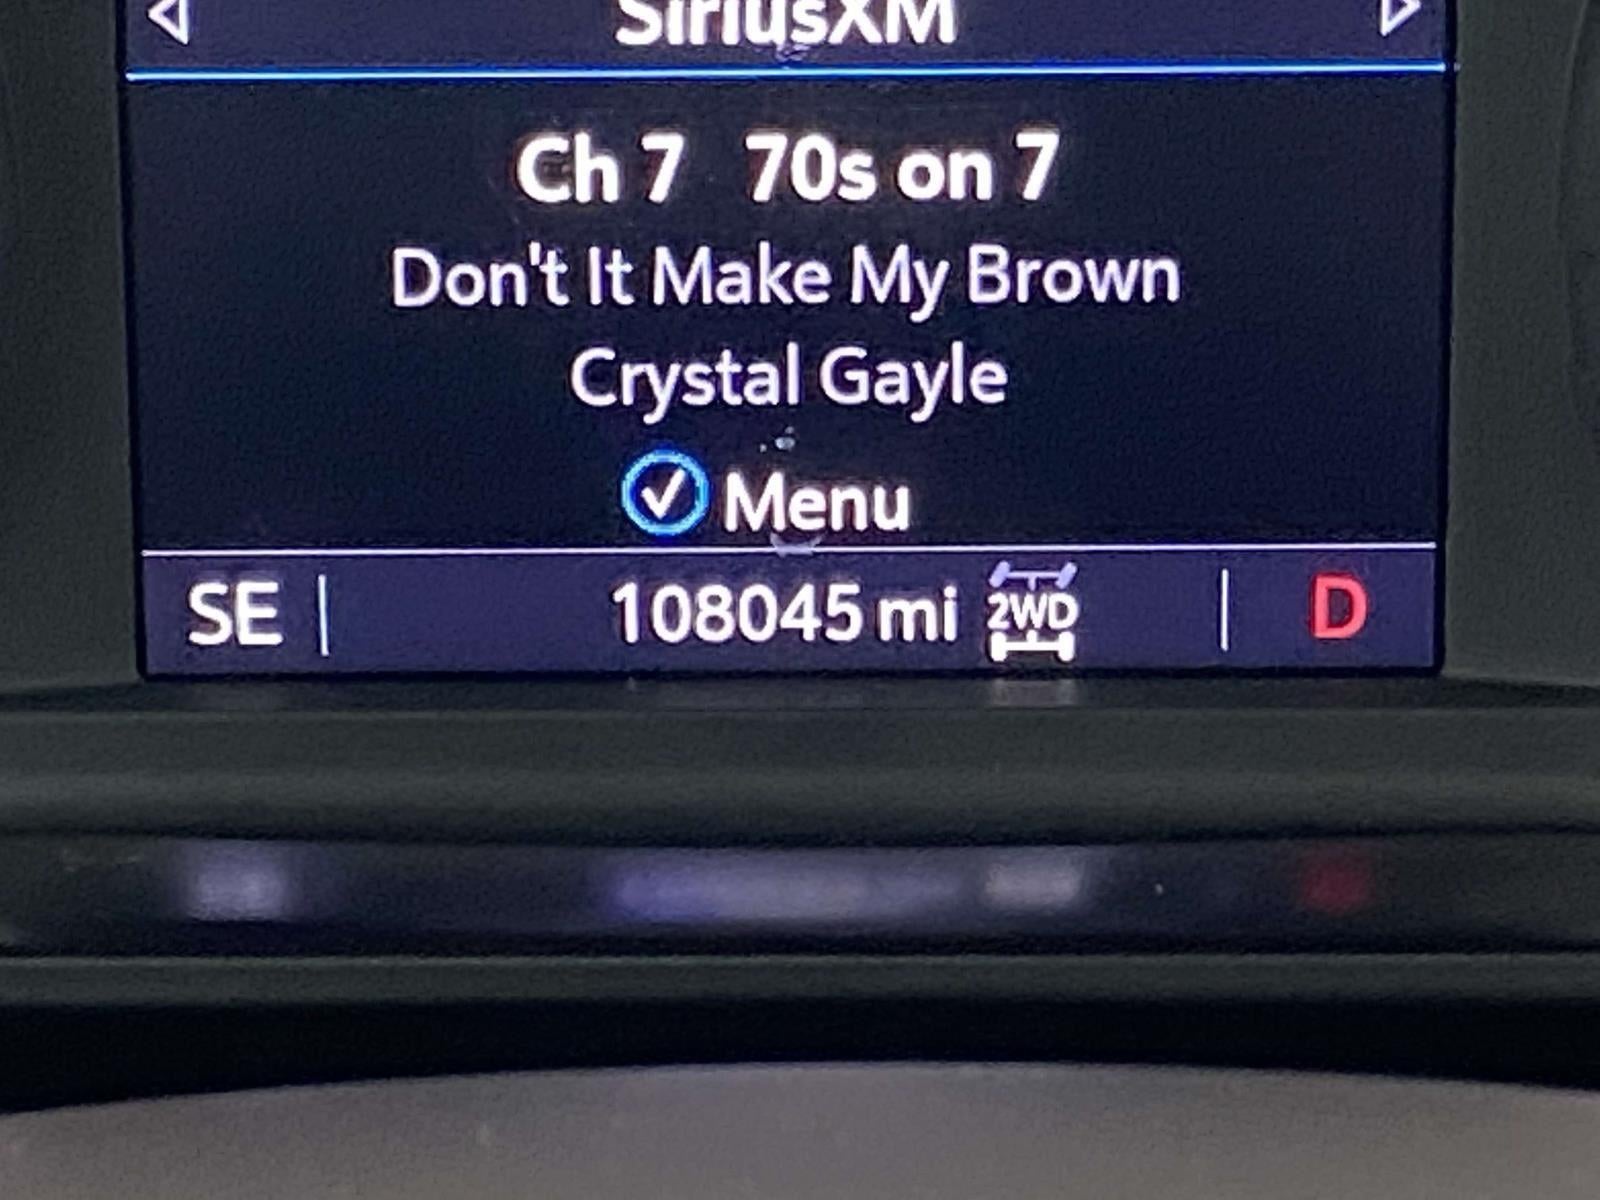 SiriusXM
Ch 7 70s on 7
Don't It Make My Brown
Crystal Gayle
Menu
SE 108045 mi 2WD D